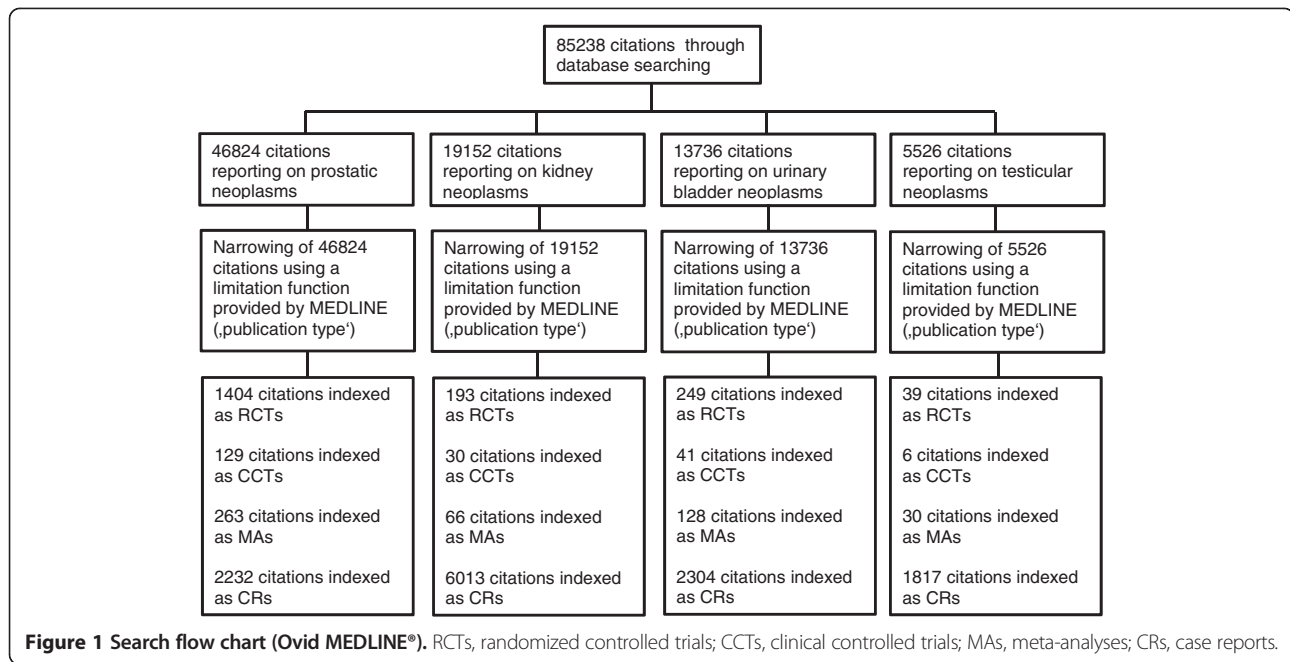 85238 citations through
database searching
46824 citations
reporting on prostatic
neoplasms
19152 citations
reporting on kidney
neoplasms
13736 citations
reporting on urinary
bladder neoplasms
5526 citations
reporting on testicular
neoplasms
Narrowing of 46824
citations using a
limitation function
provided by MEDLINE
(‚publication type‘)
Narrowing of 19152
citations using a
limitation function
provided by MEDLINE
(‚publication type‘)
Narrowing of 13736
citations using a
limitation function
provided by MEDLINE
(‚publication type‘)
Narrowing of 5526
citations using a
limitation function
provided by MEDLINE
(‚publication type‘)
1404 citations indexed
as RCTs
129 citations indexed
as CCTs
263 citations indexed
as MAs
2232 citations indexed
as CRs
193 citations indexed
as RCTs
30 citations indexed
as CCTs
66 citations indexed
as MAs
6013 citations indexed
as CRs
249 citations indexed
as RCTs
41 citations indexed
as CCTs
128 citations indexed
as MAs
2304 citations indexed
as CRs
39 citations indexed
as RCTs
6 citations indexed
as CCTs
30 citations indexed
as MAs
1817 citations indexed
as CRs
Figure 1 Search flow chart (Ovid MEDLINE®). RCTs, randomized controlled trials; CCTs, clinical controlled trials; MAs, meta-analyses; CRs, case reports.